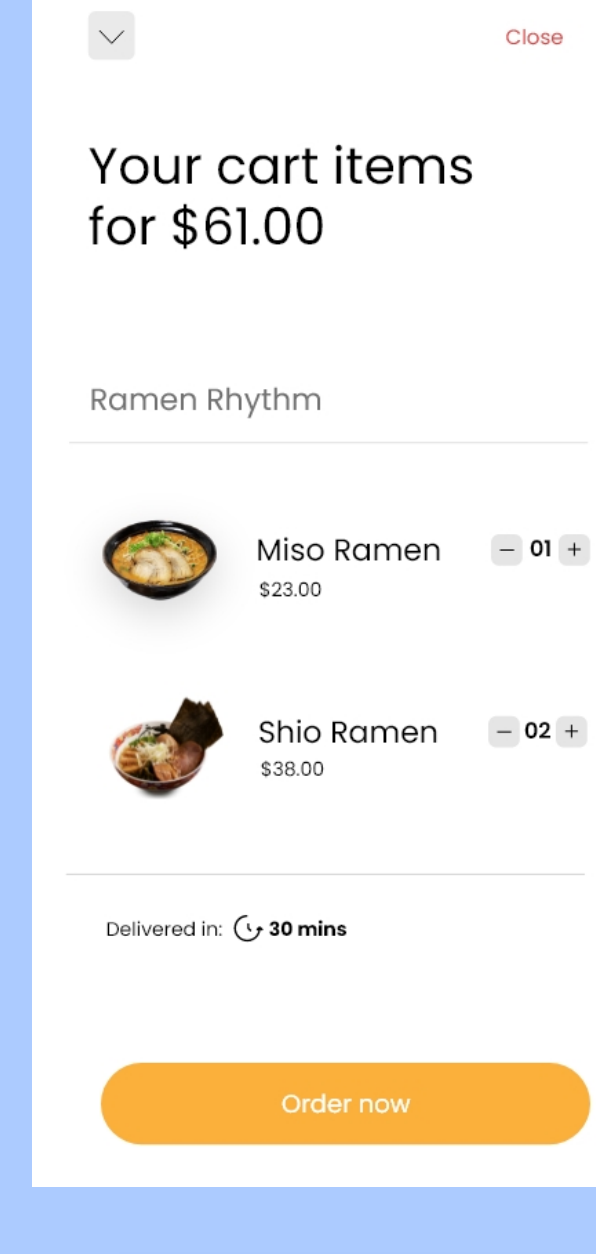 Close
Your cart items
for $61.00
Ramen Rhythm
Miso Ramen
− 01 +
$23.00
Shio Ramen
− 02 +
$38.00
Delivered in: 30 mins
Order now